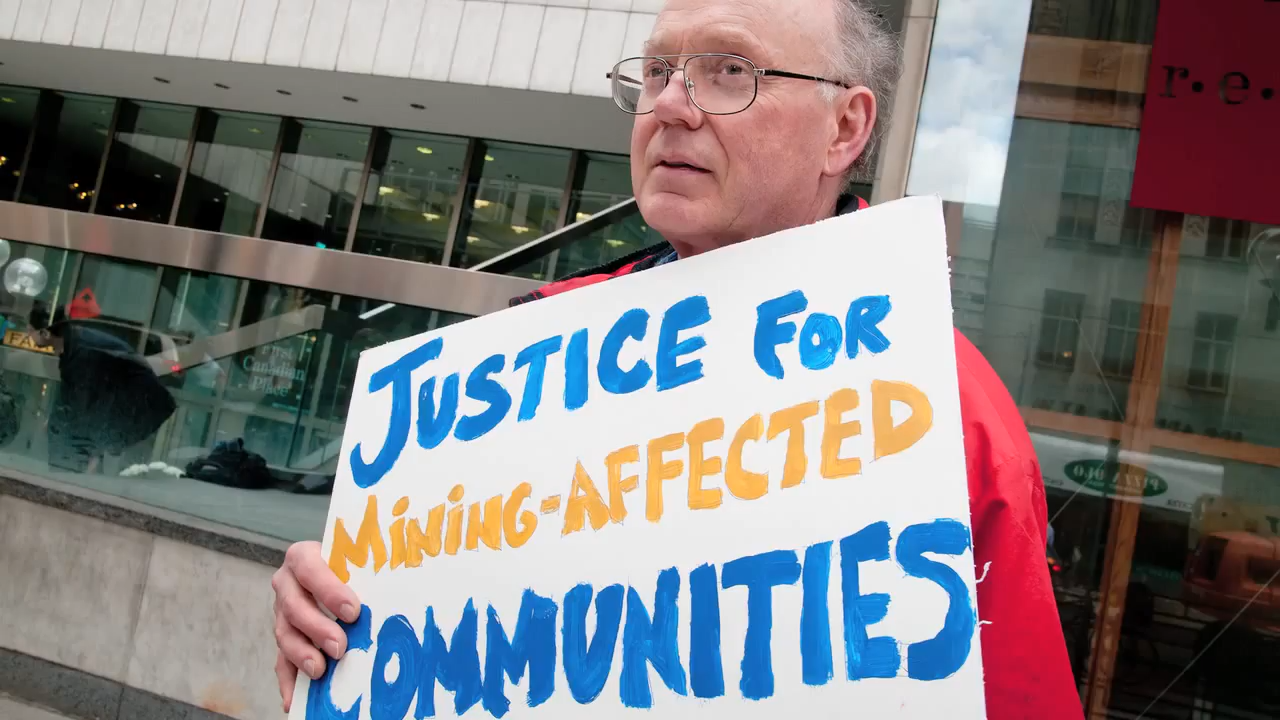 JUSTICE FOR
MiNiNG-AFFECTED
COMMUNITIES
r.e.
First
Canadian
Place